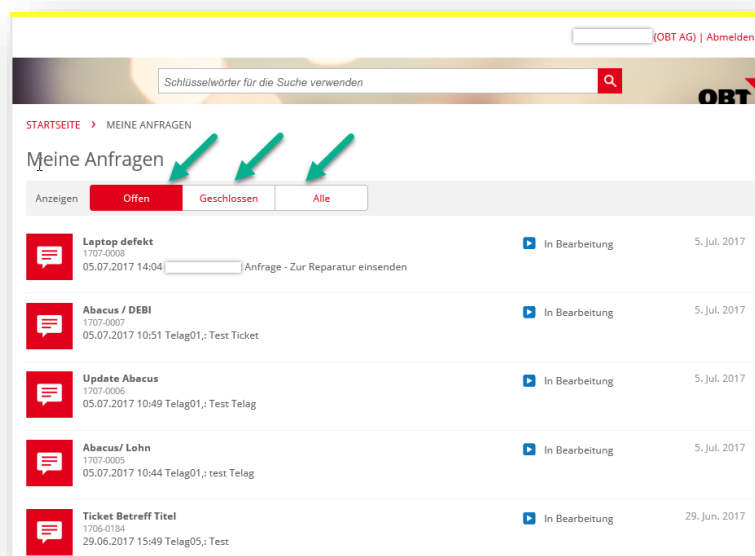 (OBT AG) | Abmelden
Schlüsselwörter für die Suche verwenden
OBT
STARTSEITE > MEINE ANFRAGEN
Meine Anfragen
Anzeigen Offen Geschlossen Alle
Laptop defekt
1707-0008 In Bearbeitung 5. Jul. 2017
05.07.2017 14:04 : Anfrage - Zur Reparatur einsenden
Abacus / DEBI
1707-0007 In Bearbeitung 5. Jul. 2017
05.07.2017 10:51 Telag01,: Test Ticket
Update Abacus
1707-0006 In Bearbeitung 5. Jul. 2017
05.07.2017 10:49 Telag01,: Test Telag
Abacus/ Lohn
1707-0005 In Bearbeitung 5. Jul. 2017
05.07.2017 10:44 Telag01,: test Telag
Ticket Betreff Titel
1706-0184 In Bearbeitung 29. Jun. 2017
29.06.2017 15:49 Telag05,: Test